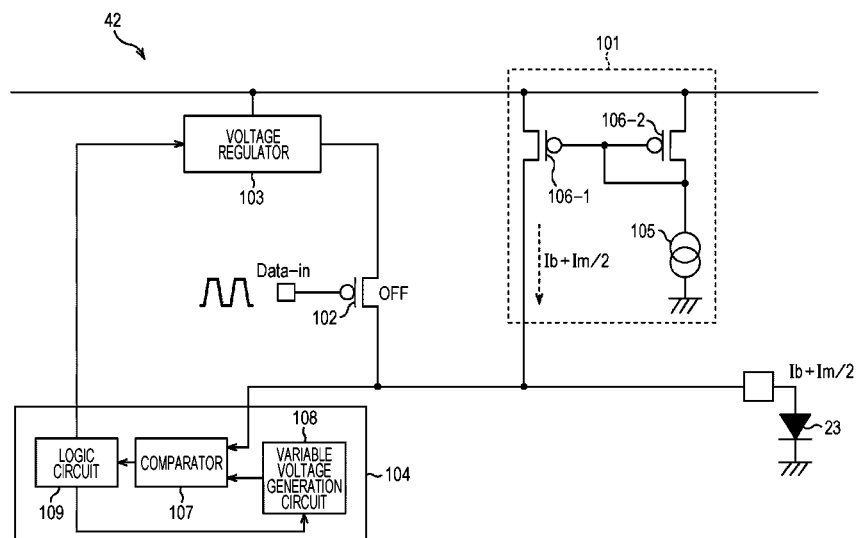 42
101
VOLTAGE
REGULATOR
103
106-2
106-1
105
Ib+Im/2
Data-in
OFF
102
Ib+Im/2
23
108
LOGIC
CIRCUIT
COMPARATOR
VARIABLE
VOLTAGE
GENERATION
CIRCUIT
104
109
107